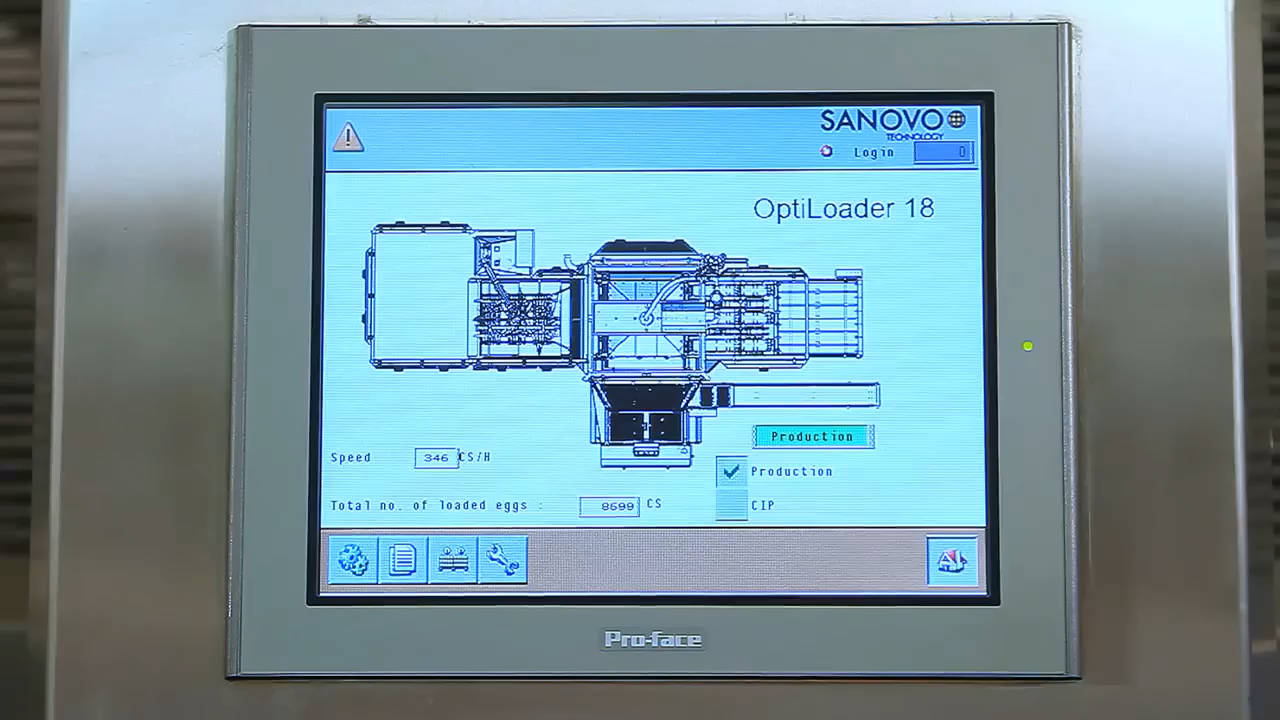 SANOVO
TECHNOLOGY
Login 0
OptiLoader 18
Production
Speed 346 CS/H
Production
Total no. of loaded eggs : 8599 CS
CIP
Pro-face